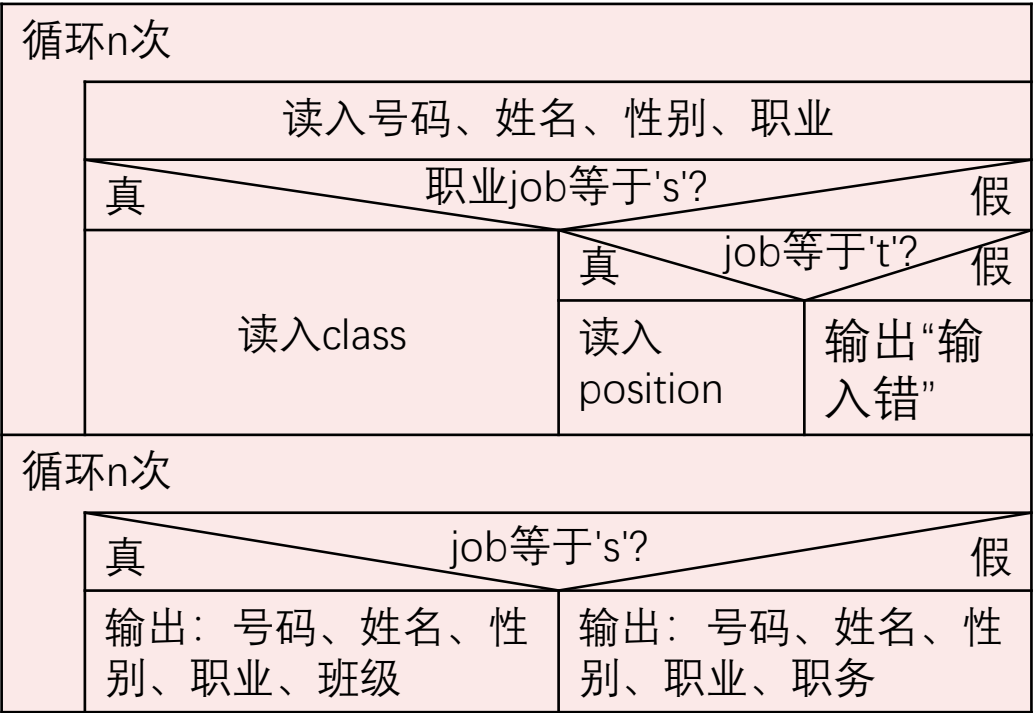 循环n次
读入号码、姓名、性别、职业
职业job等于's'?
真
假
job等于't'?
真
假
读入class
读入
position
输出“输
入错”
循环n次
job等于's'?
真
假
输出：号码、姓名、性
别、职业、班级
输出：号码、姓名、性
别、职业、职务